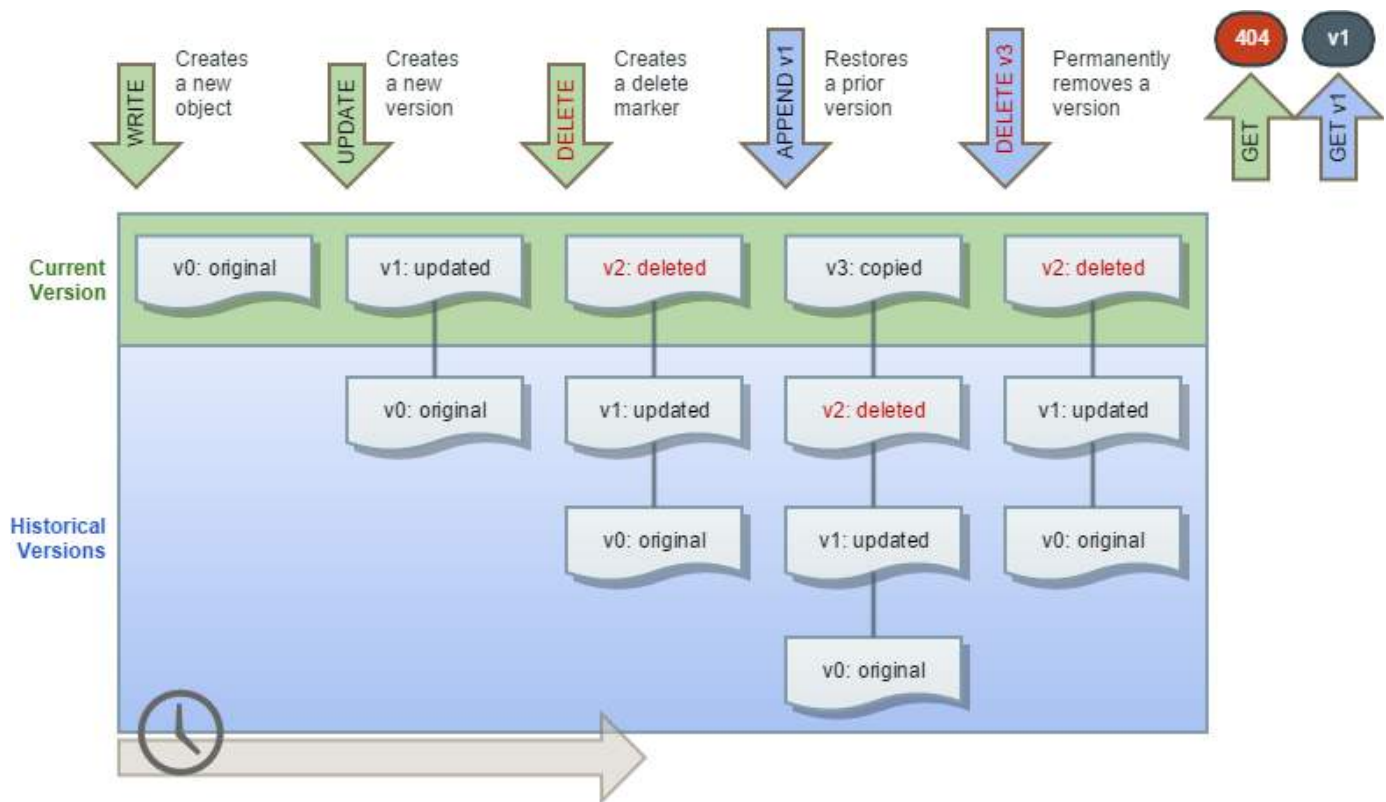 WRITE
Creates
a new
object
UPDATE
Creates
a new
version
DELETE
Creates
a delete
marker
APPEND v1
Restores
a prior
version
DELETE v3
Permanently
removes a
version
404
v1
GET
GET v1
Current
Version
v0: original
v1: updated
v2: deleted
v3: copied
v2: deleted
v0: original
v1: updated
v2: deleted
v1: updated
Historical
Versions
v0: original
v1: updated
v0: original
v0: original